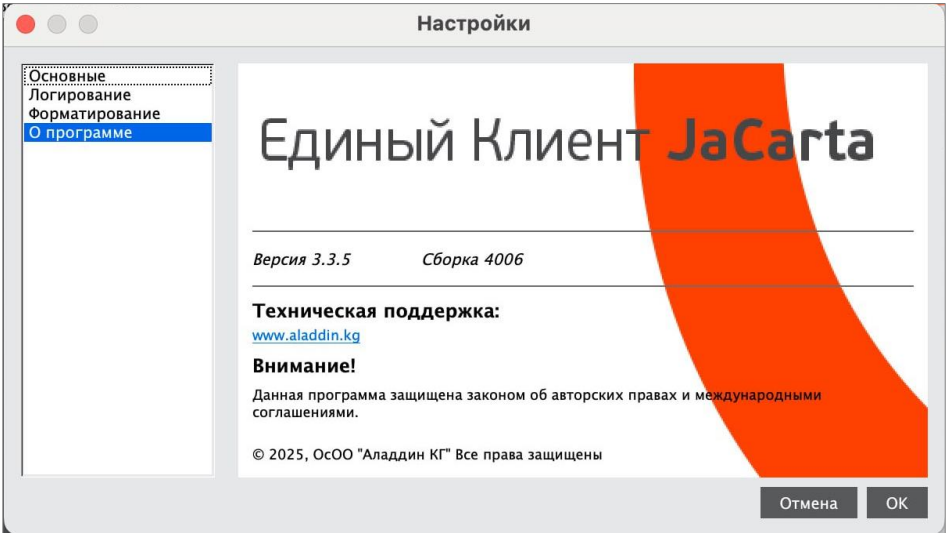 Настройки
Основные
Логирование
Форматирование
О программе
Единый Клиент JaCarta
Версия 3.3.5 Сборка 4006
Техническая поддержка:
www.aladdin.kg
Внимание!
Данная программа защищена законом об авторских правах и международными
соглашениями.
© 2025, ОсОО "Аладдин КГ" Все права защищены
Отмена OK